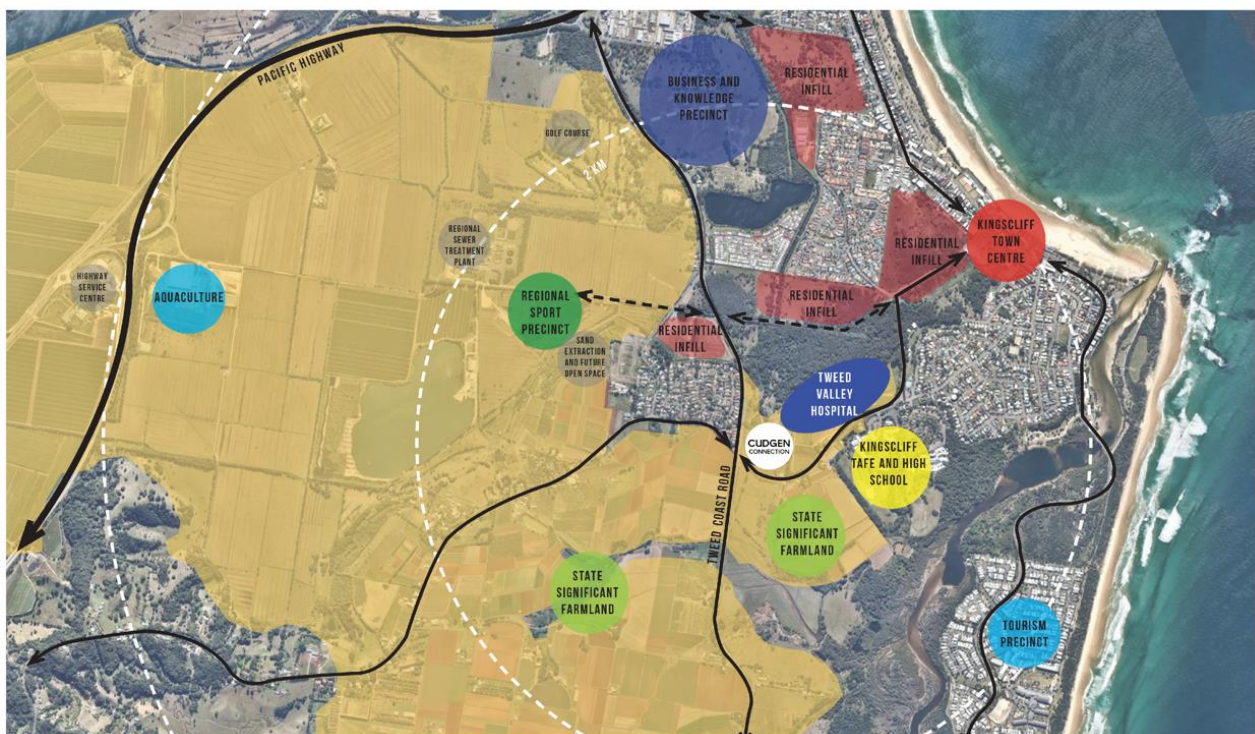 PACIFIC HIGHWAY
BUSINESS AND
KNOWLEDGE
PRECINCT
RESIDENTIAL
INFILL
GOLF COURSE
2 KM
REGIONAL
SEWER
TREATMENT
PLANT
KINGSCLIFF
TOWN
CENTRE
RESIDENTIAL
INFILL
HIGHWAY
SERVICE
CENTRE
AQUACULTURE
REGIONAL
SPORT
PRECINCT
RESIDENTIAL
INFILL
RESIDENTIAL
INFILL
SAND
EXTRACTION
AND FUTURE
OPEN SPACE
TWEED
VALLEY
HOSPITAL
CUDGEN
CONNECTION
KINGSCLIFF
TAFE AND HIGH
SCHOOL
TWEED COAST ROAD
STATE
SIGNIFICANT
FARMLAND
STATE
SIGNIFICANT
FARMLAND
TOURISM
PRECINCT